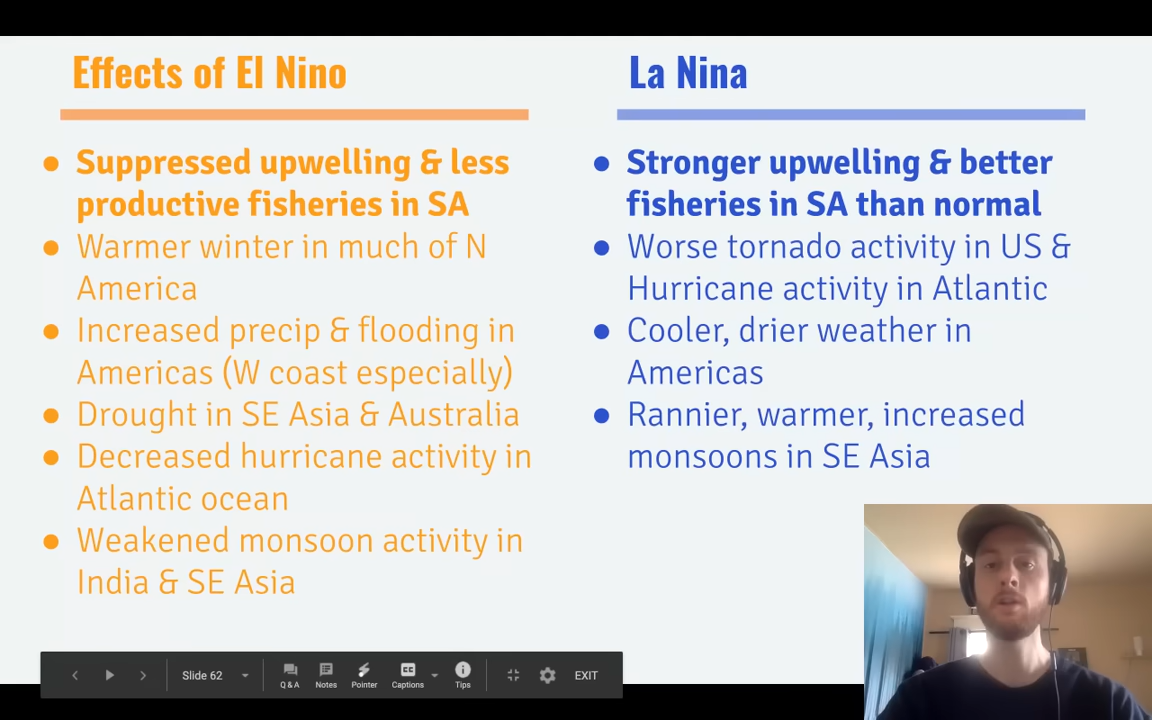 Effects of El Nino
● Suppressed upwelling & less
productive fisheries in SA
● Warmer winter in much of N
America
● Increased precip & flooding in
Americas (W coast especially)
● Drought in SE Asia & Australia
● Decreased hurricane activity in
Atlantic ocean
● Weakened monsoon activity in
India & SE Asia
La Nina
● Stronger upwelling & better
fisheries in SA than normal
● Worse tornado activity in US &
Hurricane activity in Atlantic
● Cooler, drier weather in
Americas
● Rannier, warmer, increased
monsoons in SE Asia
Slide 62
Q & A
Notes
Pointer
CC
Captions
Tips
EXIT